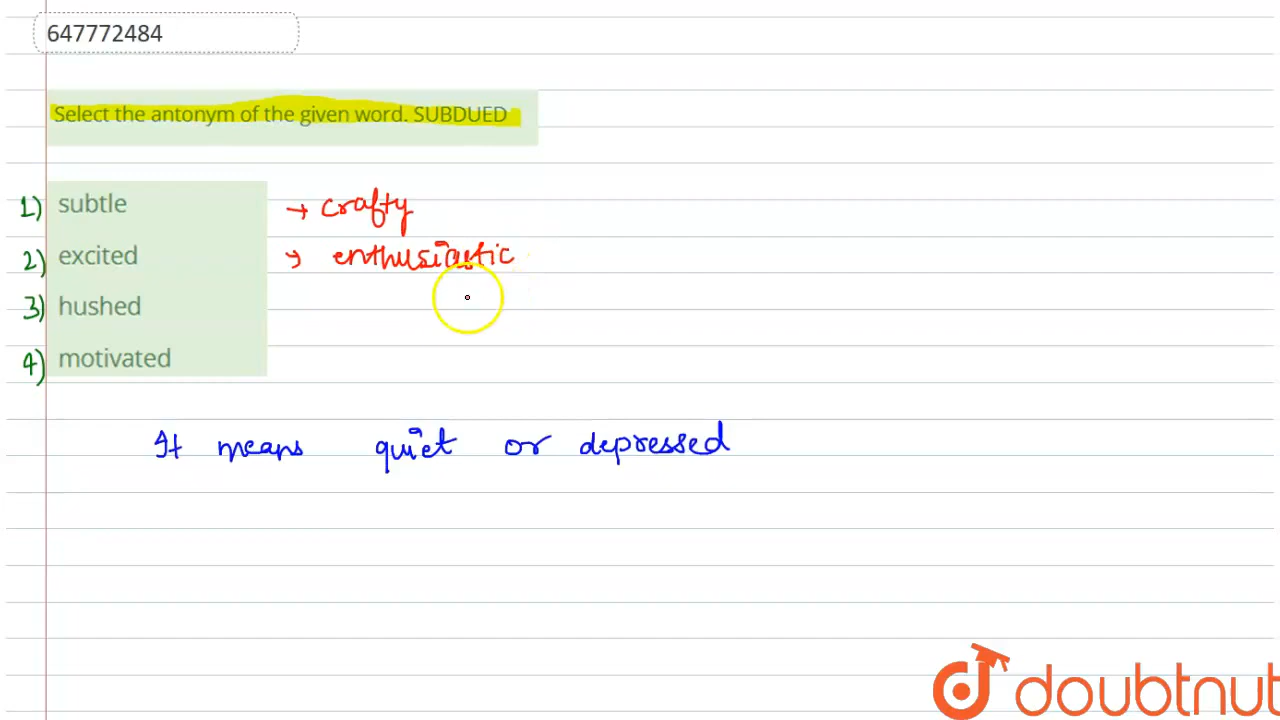 647772484
Select the antonym of the given word. SUBDUED
1) subtle → crafty
2) excited → enthusiastic
3) hushed
4) motivated
It means quiet or depressed
doubtnut